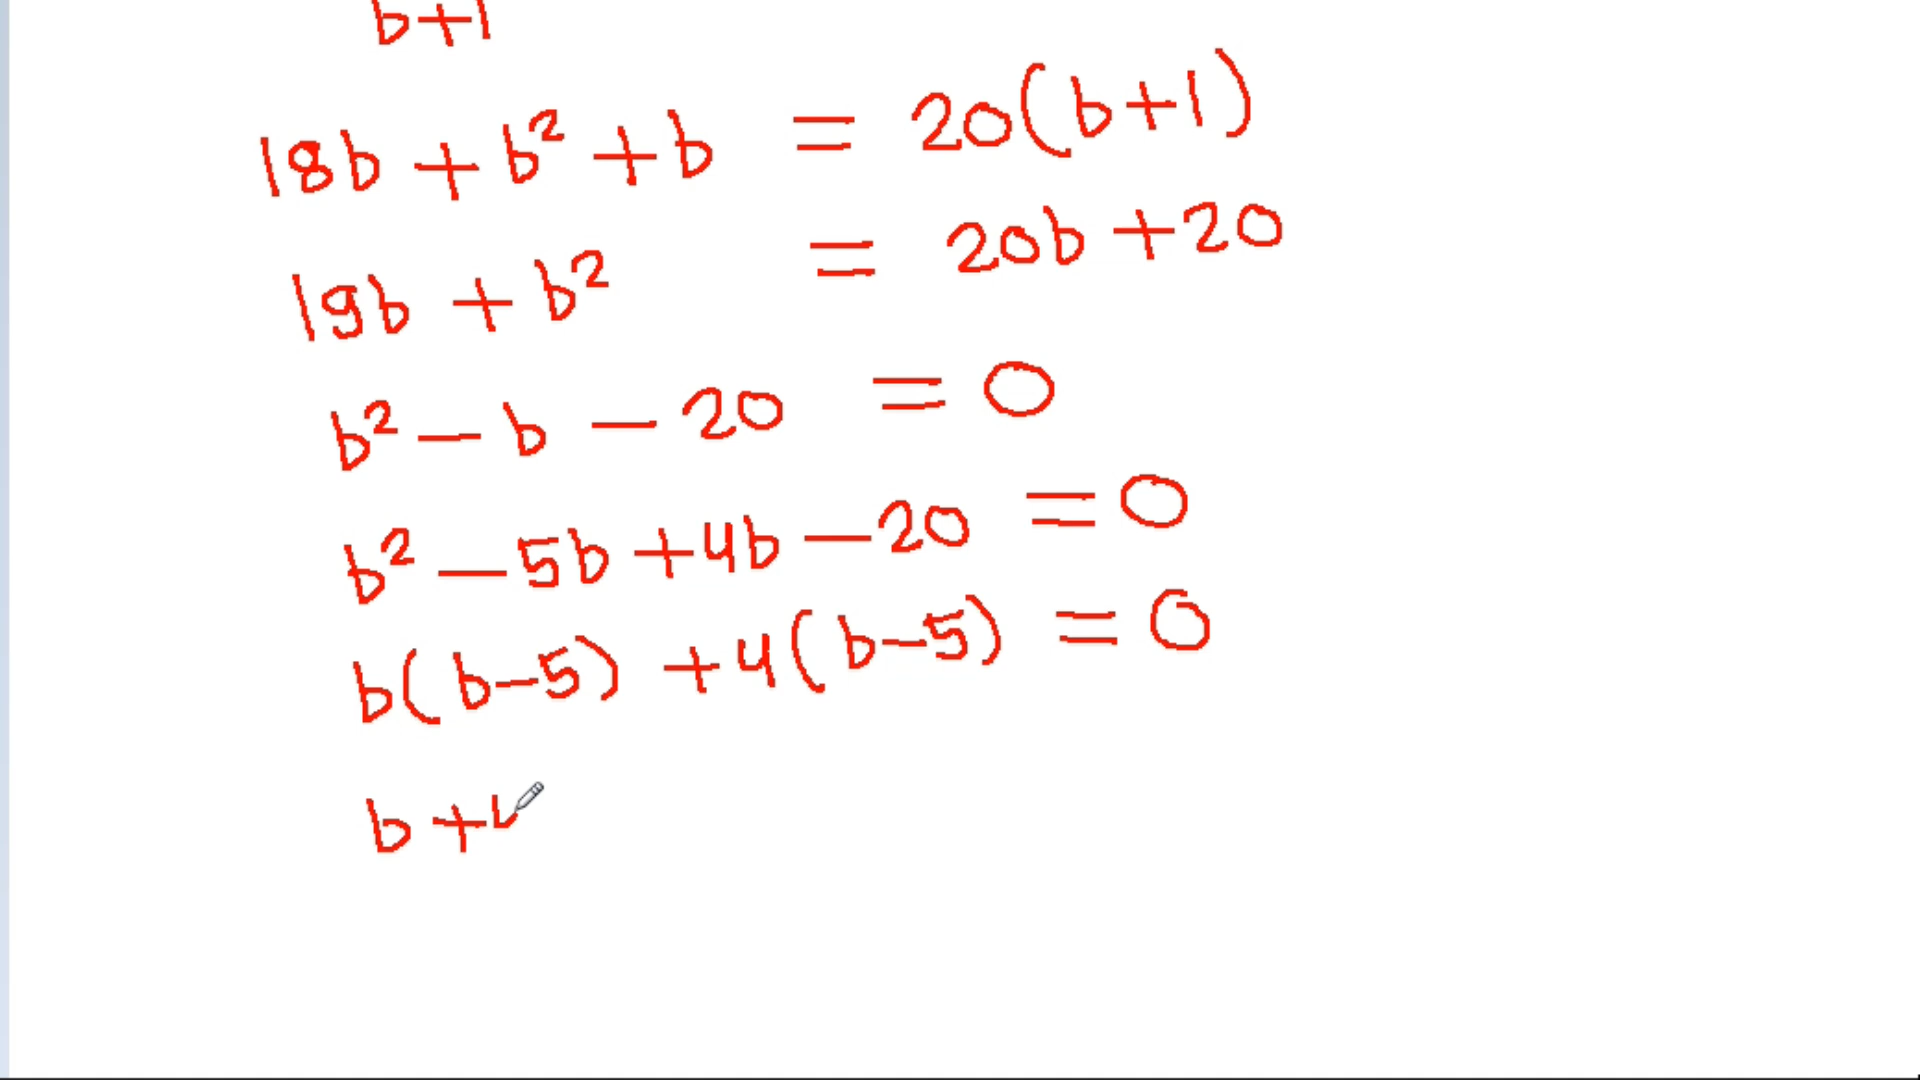 b+1
18b + b² + b = 20(b+1)
19b + b² = 20b + 20
b² - b - 20 = 0
b² - 5b + 4b - 20 = 0
b(b-5) + 4(b-5) = 0
b +